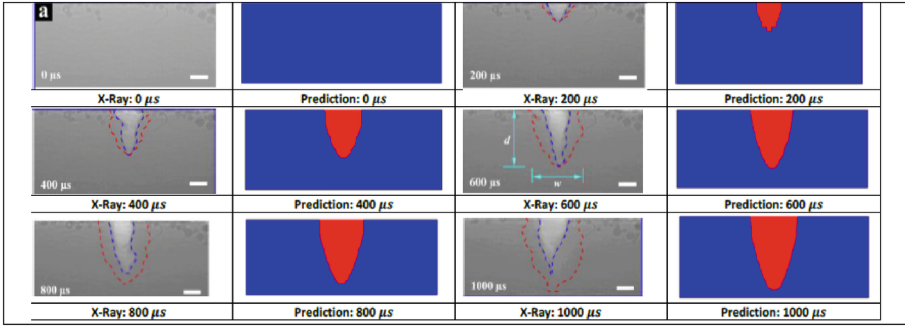 a
0 µs
200 µs
X-Ray: 0 µs Prediction: 0 µs X-Ray: 200 µs Prediction: 200 µs
400 µs
d
w
600 µs
X-Ray: 400 µs Prediction: 400 µs X-Ray: 600 µs Prediction: 600 µs
800 µs
1000 µs
X-Ray: 800 µs Prediction: 800 µs X-Ray: 1000 µs Prediction: 1000 µs